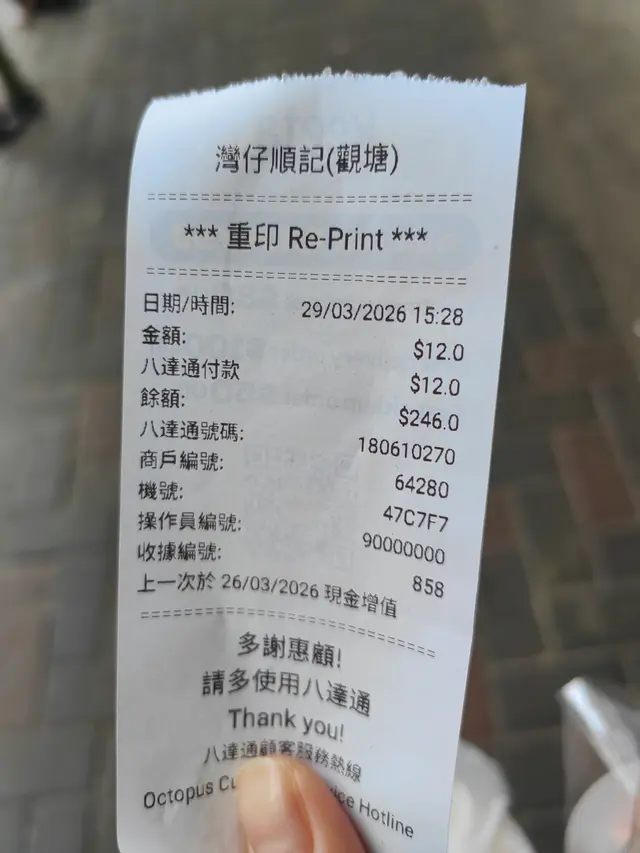 灣仔順記(觀塘)
*** 重印 Re-Print ***
日期/時間: 29/03/2026 15:28
金額: $12.0
八達通付款 $12.0
餘額: $246.0
八達通號碼: 180610270
商戶編號: 64280
機號: 47C7F7
操作員編號: 90000000
收據編號: 858
上一次於 26/03/2026 現金增值
多謝惠顧!
請多使用八達通
Thank you!
八達通顧客服務熱線
Octopus Hotline